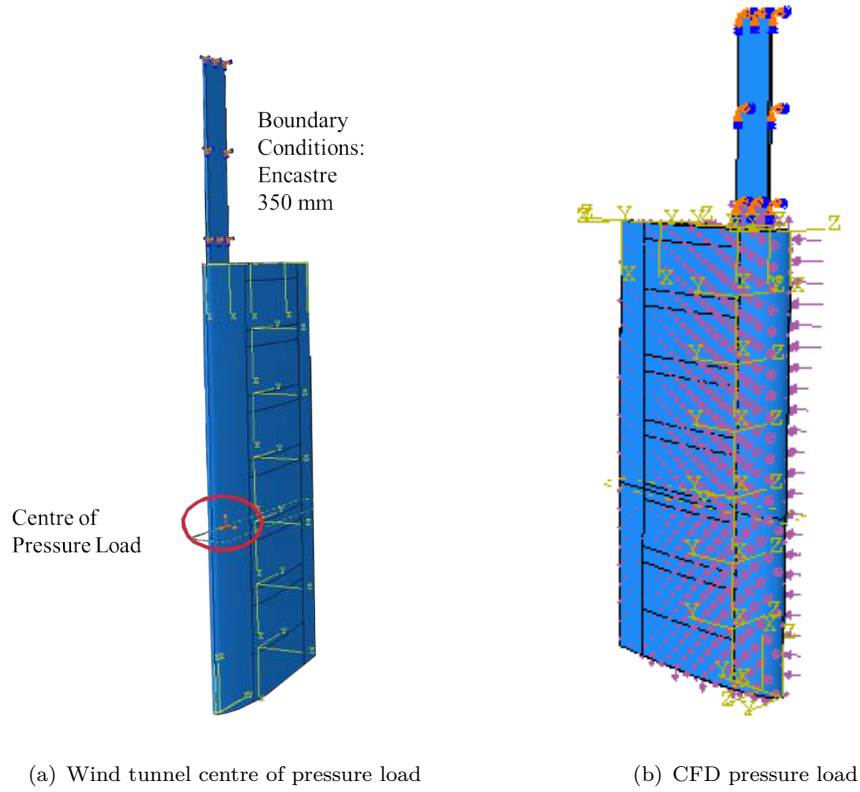 Boundary
Conditions:
Encastre
350 mm
Centre of
Pressure Load
(a) Wind tunnel centre of pressure load
(b) CFD pressure load